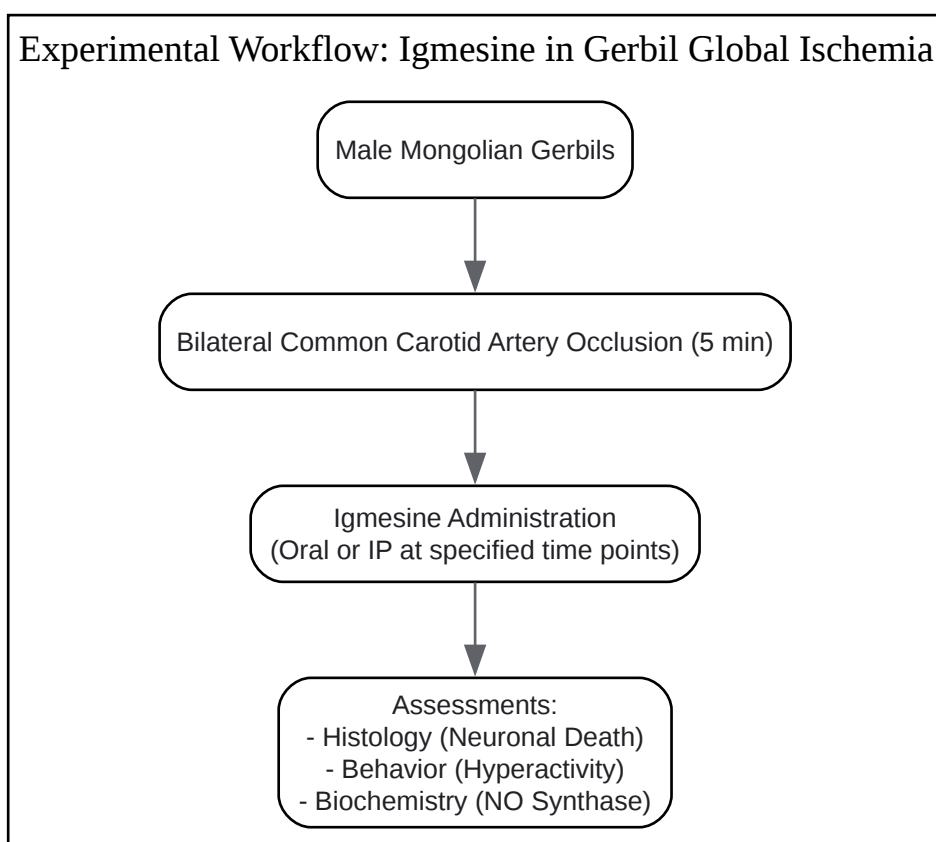 Experimental Workflow: Igmesine in Gerbil Global Ischemia
Male Mongolian Gerbils
Bilateral Common Carotid Artery Occlusion (5 min)
Igmesine Administration
(Oral or IP at specified time points)
Assessments:
- Histology (Neuronal Death)
- Behavior (Hyperactivity)
- Biochemistry (NO Synthase)